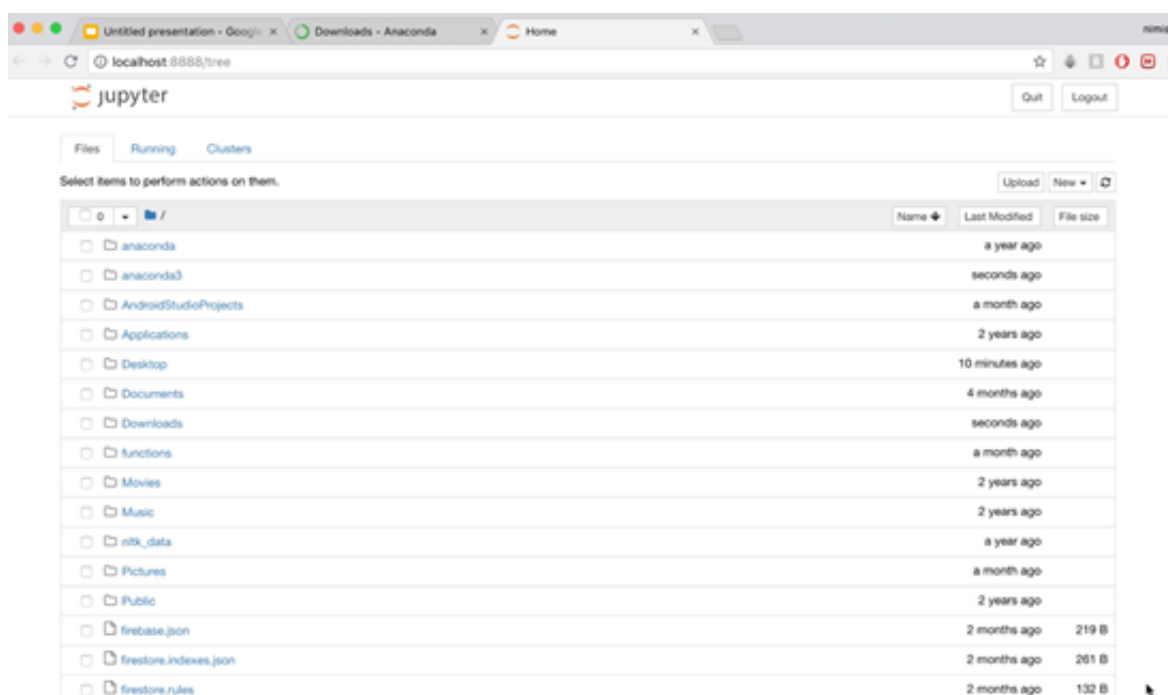 Untitled presentation - Googl Downloads - Anaconda Home
localhost:8888/tree
jupyter Quit Logout
Files Running Clusters
Select items to perform actions on them. Upload New
0 / Name Last Modified File size
anaconda a year ago
anaconda3 seconds ago
AndroidStudioProjects a month ago
Applications 2 years ago
Desktop 10 minutes ago
Documents 4 months ago
Downloads seconds ago
functions a month ago
Movies 2 years ago
Music 2 years ago
nltk_data a year ago
Pictures a month ago
Public 2 years ago
firebase.json 2 months ago 219 B
firestore.indexes.json 2 months ago 261 B
firestore.rules 2 months ago 132 B